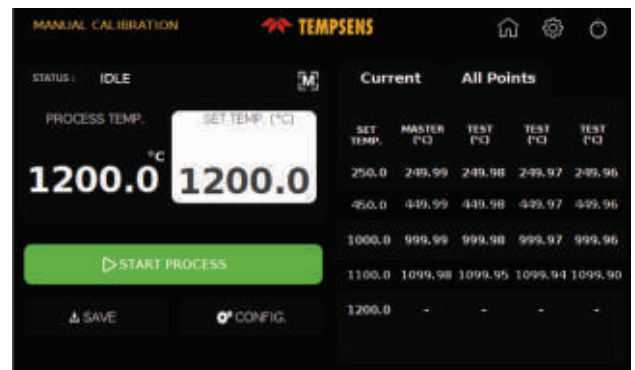 MANUAL CALIBRATION
TEMPSENS
STATUS : IDLE
[M]
PROCESS TEMP.
°C
1200.0
SET TEMP. (°C)
1200.0
START PROCESS
SAVE
CONFIG.
Current All Points
SET TEMP. MASTER (°C) TEST (°C) TEST (°C) TEST (°C)
250.0 249.99 249.98 249.97 249.96
450.0 449.99 449.98 449.97 449.96
1000.0 999.99 999.98 999.97 999.96
1100.0 1099.98 1099.95 1099.94 1099.90
1200.0 - - - -